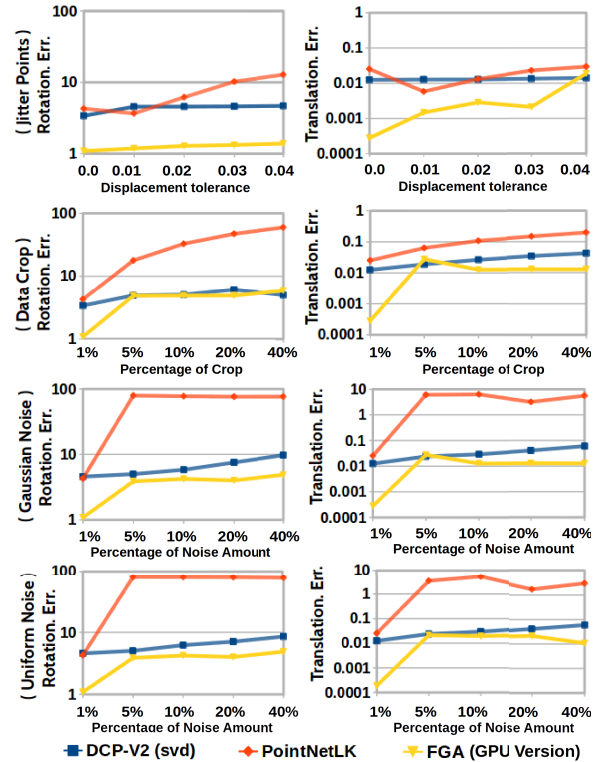 ( Jitter Points )
Rotation. Err.
100
10
1
0.0 0.01 0.02 0.03 0.04
Displacement tolerance
Translation. Err.
1
0.1
0.01
0.001
0.0001
0.0 0.01 0.02 0.03 0.04
Displacement tolerance
( Data Crop )
Rotation. Err.
100
10
1
1% 5% 10% 20% 40%
Percentage of Crop
Translation. Err.
1
0.1
0.01
0.001
0.0001
1% 5% 10% 20% 40%
Percentage of Crop
( Gaussian Noise )
Rotation. Err.
100
10
1
1% 5% 10% 20% 40%
Percentage of Noise Amount
Translation. Err.
10
1
0.1
0.01
0.001
0.0001
1% 5% 10% 20% 40%
Percentage of Noise Amount
( Uniform Noise )
Rotation. Err.
100
10
1
1% 5% 10% 20% 40%
Percentage of Noise Amount
Translation. Err.
10
1
0.1
0.01
0.001
0.0001
1% 5% 10% 20% 40%
Percentage of Noise Amount
DCP-V2 (svd) PointNetLK FGA (GPU Version)